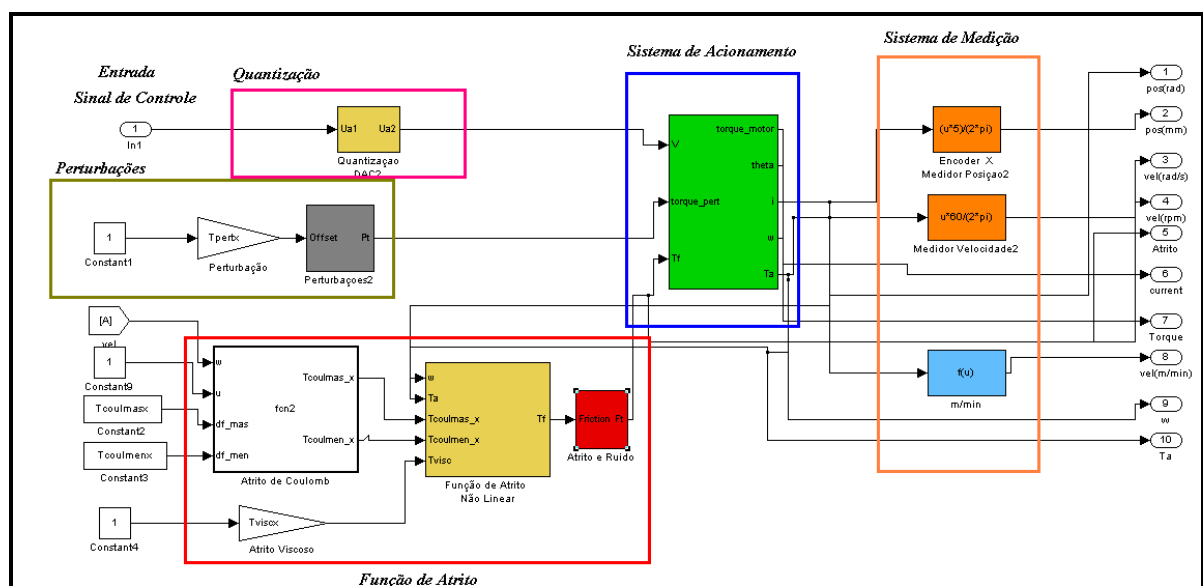 Sistema de Medição
Sistema de Acionamento
Entrada
Sinal de Controle
Quantização
1
In1
Ua1 Ua2
Quantizaçao
DAC2
Perturbações
1
Constant1
Tpertx
Perturbação
Offset Pt
Perturbaçoes2
V
torque_pert
Tf
torque_motor
theta
i
w
Ta
(u*5)/(2*pi)
Encoder X
Medidor Posiçao2
u*60/(2*pi)
Medidor Velocidade2
f(u)
m/min
1
pos(rad)
2
pos(mm)
3
vel(rad/s)
4
vel(rpm)
5
Atrito
6
current
7
Torque
8
vel(m/min)
9
w
10
Ta
[A]
vel
1
Constant9
Tcoulmasx
Constant2
Tcoulmenx
Constant3
w
u
df_mas
df_men
fcn2
Tcoulmas_x
Tcoulmen_x
Atrito de Coulomb
w
Ta
Tcoulmas_x
Tcoulmen_x
Tvisc
Tf
Função de Atrito
Não Linear
Friction Ft
Atrito e Ruído
1
Constant4
Tviscx
Atrito Viscoso
Função de Atrito